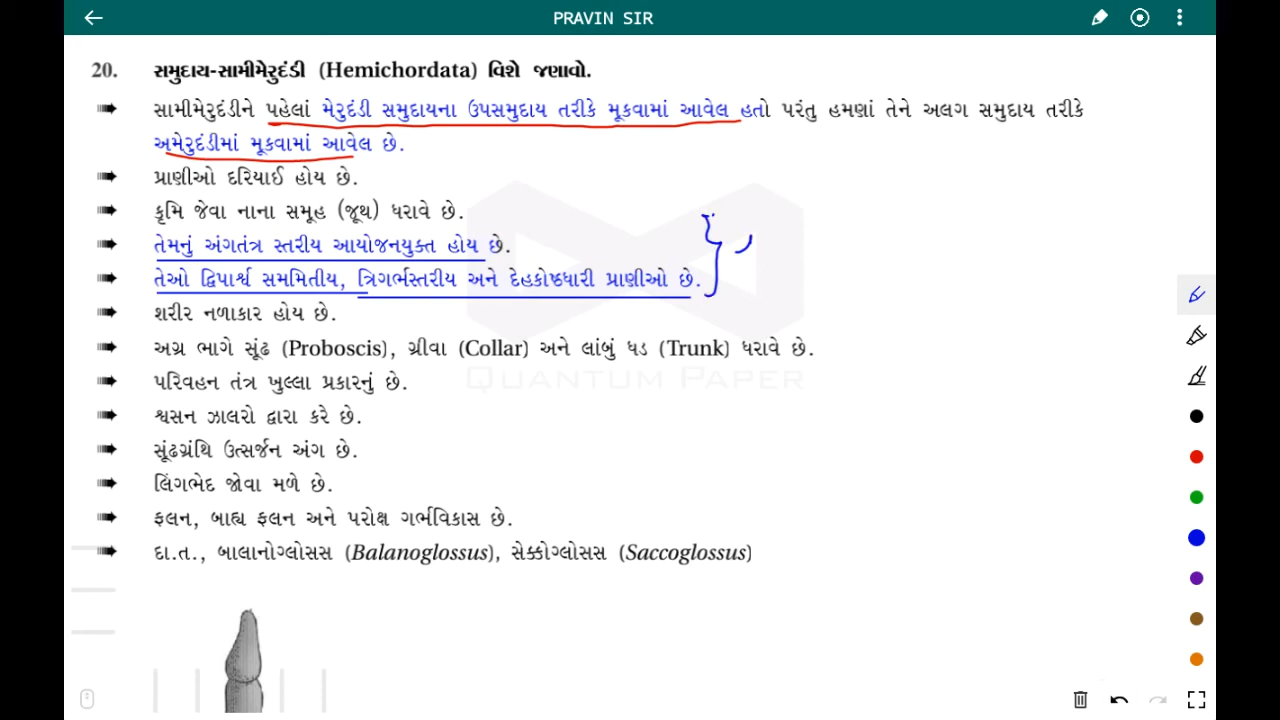 PRAVIN SIR
20. સમુદાય-સામીમેરુદંડી (Hemichordata) વિશે જણાવો.
સામીમેરુદંડીને પહેલાં મેરુદંડી સમુદાયના ઉપસમુદાય તરીકે મૂકવામાં આવેલ હતો પરંતુ હમણાં તેને અલગ સમુદાય તરીકે
અમેરુદંડીમાં મૂકવામાં આવેલ છે.
પ્રાણીઓ દરિયાઈ હોય છે.
કૃમિ જેવા નાના સમૂહ (જૂથ) ધરાવે છે.
તેમનું અંગતંત્ર સ્તરીય આયોજનયુક્ત હોય છે.
તેઓ દ્વિપાર્શ્વ સમમિતીય, ત્રિગર્ભસ્તરીય અને દેહકોષ્ઠધારી પ્રાણીઓ છે.
શરીર નળાકાર હોય છે.
અગ્ર ભાગે સૂંઢ (Proboscis), ગ્રીવા (Collar) અને લાંબું ધડ (Trunk) ધરાવે છે.
QUANTUM PAPER
પરિવહન તંત્ર ખુલ્લા પ્રકારનું છે.
શ્વસન ઝાલરો દ્વારા કરે છે.
સૂંઢગ્રંથિ ઉત્સર્જન અંગ છે.
લિંગભેદ જોવા મળે છે.
ફલન, બાહ્ય ફલન અને પરોક્ષ ગર્ભવિકાસ છે.
દા.ત., બાલાનોગ્લોસસ (Balanoglossus), સેક્કોગ્લોસસ (Saccoglossus)